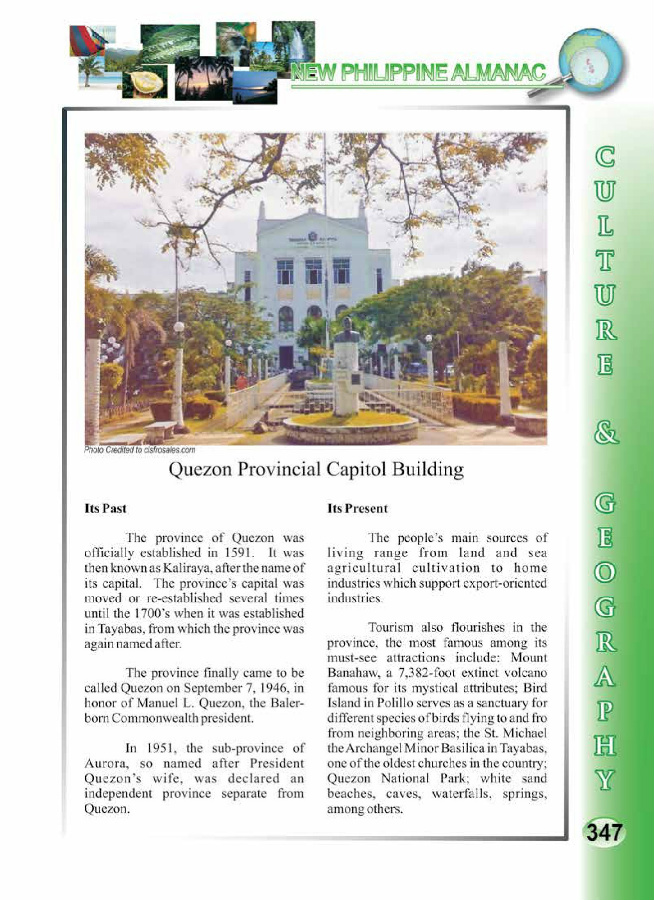 NEW PHILIPPINE ALMANAC
Photo Credited to cisfrosales.com
Quezon Provincial Capitol Building
Its Past
The province of Quezon was
officially established in 1591. It was
then known as Kaliraya, after the name of
its capital. The province's capital was
moved or re-established several times
until the 1700's when it was established
in Tayabas, from which the province was
again named after.
The province finally came to be
called Quezon on September 7, 1946, in
honor of Manuel L. Quezon, the Baler-
born Commonwealth president.
In 1951, the sub-province of
Aurora, so named after President
Quezon's wife, was declared an
independent province separate from
Quezon.
Its Present
The people's main sources of
living range from land and sea
agricultural cultivation to home
industries which support export-oriented
industries.
Tourism also flourishes in the
province, the most famous among its
must-see attractions include: Mount
Banahaw, a 7,382-foot extinct volcano
famous for its mystical attributes; Bird
Island in Polillo serves as a sanctuary for
different species of birds flying to and fro
from neighboring areas; the St. Michael
the Archangel Minor Basilica in Tayabas,
one of the oldest churches in the country;
Quezon National Park; white sand
beaches, caves, waterfalls, springs,
among others.
CULTURE & GEOGRAPHY
347